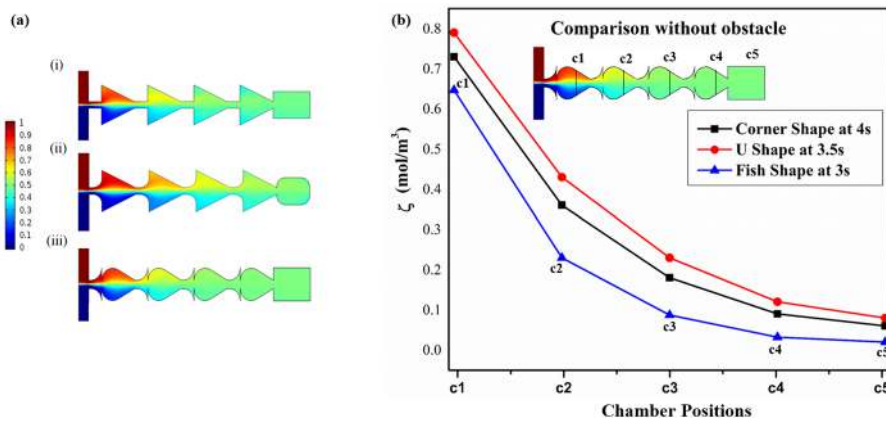 (a)
(i)
1
0.9
0.8
0.7
0.6
0.5
0.4
0.3
0.2
0.1
0
(ii)
(iii)
(b)
Comparison without obstacle
c1
c2
c3
c4
c5
Corner Shape at 4s
U Shape at 3.5s
Fish Shape at 3s
ζ (mol/m³)
0.8
0.7
0.6
0.5
0.4
0.3
0.2
0.1
0.0
c1
c2
c3
c4
c5
c1
c2
c3
c4
c5
Chamber Positions